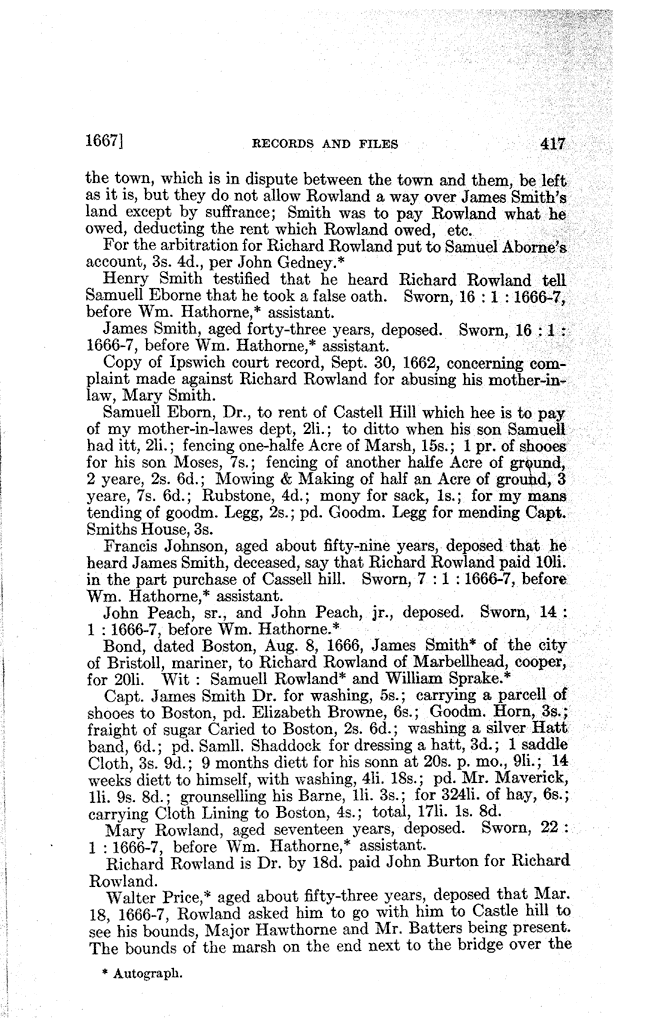 1667] RECORDS AND FILES 417
the town, which is in dispute between the town and them, be left
as it is, but they do not allow Rowland a way over James Smith's
land except by suffrance; Smith was to pay Rowland what he
owed, deducting the rent which Rowland owed, etc.
For the arbitration for Richard Rowland put to Samuel Aborne's
account, 3s. 4d., per John Gedney.*
Henry Smith testified that he heard Richard Rowland tell
Samuell Eborne that he took a false oath. Sworn, 16 : 1 : 1666-7,
before Wm. Hathorne,* assistant.
James Smith, aged forty-three years, deposed. Sworn, 16 : 1 :
1666-7, before Wm. Hathorne,* assistant.
Copy of Ipswich court record, Sept. 30, 1662, concerning com-
plaint made against Richard Rowland for abusing his mother-in-
law, Mary Smith.
Samuell Eborn, Dr., to rent of Castell Hill which hee is to pay
of my mother-in-lawes dept, 2li.; to ditto when his son Samuell
had itt, 2li.; fencing one-halfe Acre of Marsh, 15s.; 1 pr. of shooes
for his son Moses, 7s.; fencing of another halfe Acre of ground,
2 yeare, 2s. 6d.; Mowing & Making of half an Acre of ground, 3
yeare, 7s. 6d.; Rubstone, 4d.; mony for sack, 1s.; for my mans
tending of goodm. Legg, 2s.; pd. Goodm. Legg for mending Capt.
Smiths House, 3s.
Francis Johnson, aged about fifty-nine years, deposed that he
heard James Smith, deceased, say that Richard Rowland paid 10li.
in the part purchase of Cassell hill. Sworn, 7 : 1 : 1666-7, before
Wm. Hathorne,* assistant.
John Peach, sr., and John Peach, jr., deposed. Sworn, 14 :
1 : 1666-7, before Wm. Hathorne.*
Bond, dated Boston, Aug. 8, 1666, James Smith* of the city
of Bristoll, mariner, to Richard Rowland of Marbellhead, cooper,
for 20li. Wit : Samuell Rowland* and William Sprake.*
Capt. James Smith Dr. for washing, 5s.; carrying a parcell of
shooes to Boston, pd. Elizabeth Browne, 6s.; Goodm. Horn, 3s.;
fraight of sugar Caried to Boston, 2s. 6d.; washing a silver Hatt
band, 6d.; pd. Samll. Shaddock for dressing a hatt, 3d.; 1 saddle
Cloth, 3s. 9d.; 9 months diett for his sonn at 20s. p. mo., 9li.; 14
weeks diett to himself, with washing, 4li. 18s.; pd. Mr. Maverick,
1li. 9s. 8d.; grounselling his Barne, 1li. 3s.; for 324li. of hay, 6s.;
carrying Cloth Lining to Boston, 4s.; total, 17li. 1s. 8d.
Mary Rowland, aged seventeen years, deposed. Sworn, 22 :
1 : 1666-7, before Wm. Hathorne,* assistant.
Richard Rowland is Dr. by 18d. paid John Burton for Richard
Rowland.
Walter Price,* aged about fifty-three years, deposed that Mar.
18, 1666-7, Rowland asked him to go with him to Castle hill to
see his bounds, Major Hawthorne and Mr. Batters being present.
The bounds of the marsh on the end next to the bridge over the
* Autograph.